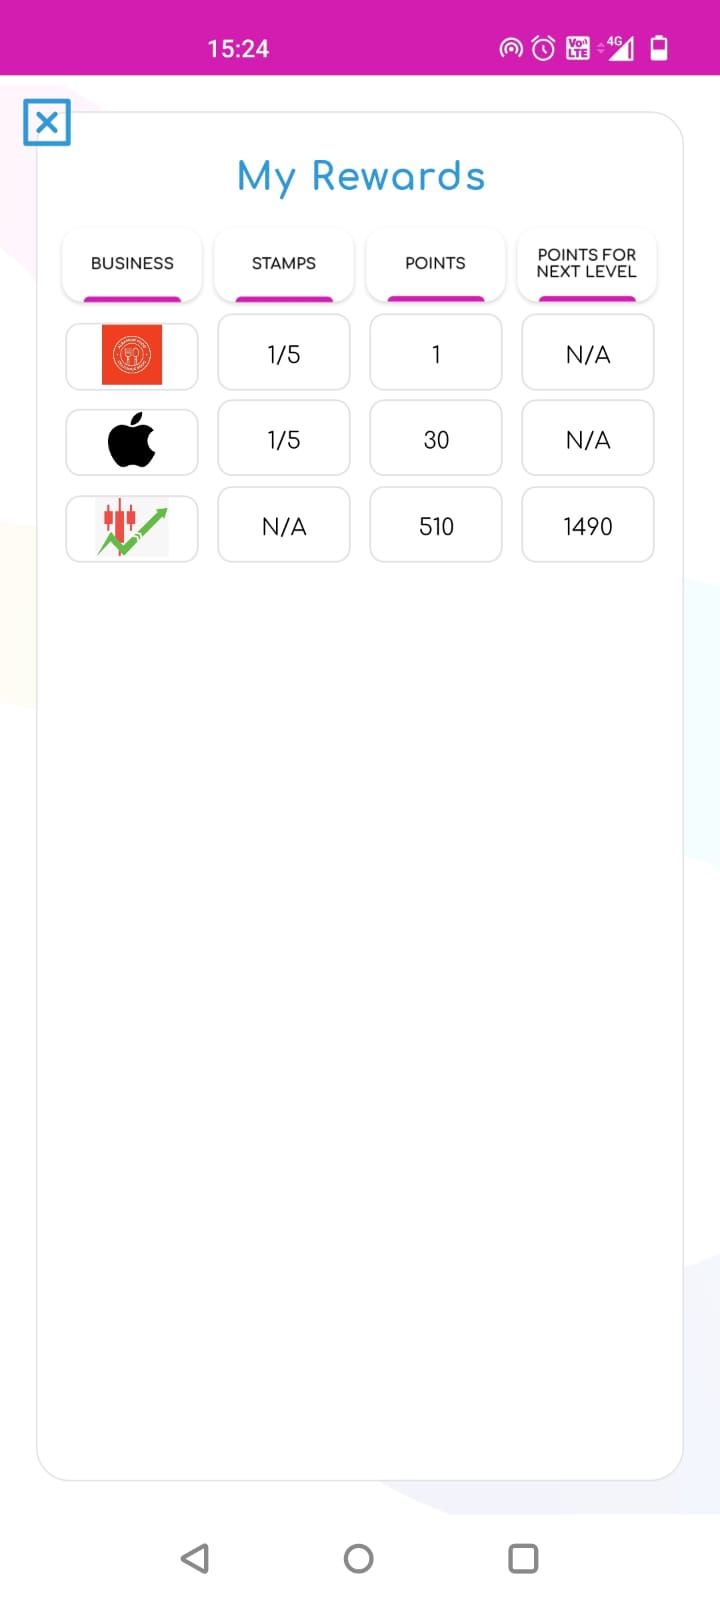 15:24
Vo)) LTE
4G
My Rewards
BUSINESS
STAMPS
POINTS
POINTS FOR
NEXT LEVEL
1/5
1
N/A
1/5
30
N/A
N/A
510
1490